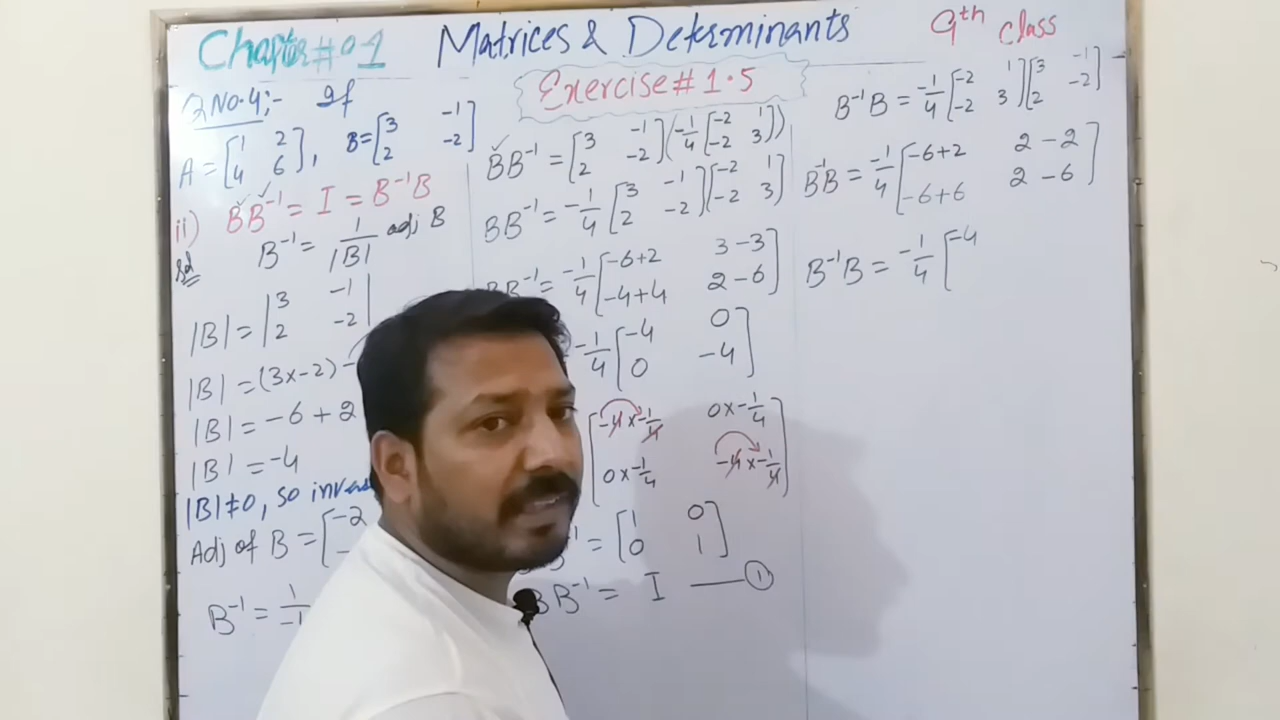 Chapter # 01 Matrices & Determinants 9th class
Exercise # 1.5
Q No. 4:- If
A = [1 2; 4 6], B = [3 -1; 2 -2]
ii) BB⁻¹ = I = B⁻¹B
Sol B⁻¹ = 1/|B| adj B
|B| = |3 -1; 2 -2|
|B| = (3x-2) -
|B| = -6 + 2
|B| = -4
|B| ≠ 0, so
Adj of B = [-2
B⁻¹ = 1/-
BB⁻¹ = [3 -1; 2 -2] (-1/4 [-2 1; -2 3])
BB⁻¹ = -1/4 [3 -1; 2 -2] [-2 1; -2 3]
BB⁻¹ = -1/4 [-6+2 3-3; -4+4 2-6]
-1/4 [-4 0; 0 -4]
[-4x-1/4 0x-1/4; 0x-1/4 -4x-1/4]
= [1 0; 0 1]
BB⁻¹ = I —— ①
B⁻¹B = -1/4 [-2 1; -2 3] [3 -1; 2 -2]
B⁻¹B = -1/4 [-6+2 2-2; -6+6 2-6]
B⁻¹B = -1/4 [-4